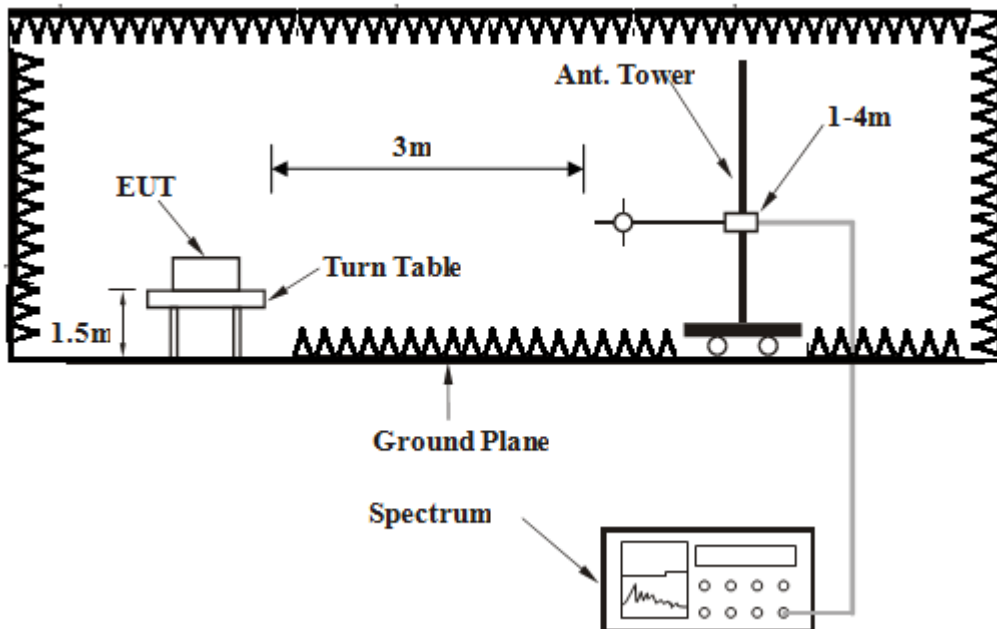 Ant. Tower
1-4m
3m
EUT
Turn Table
1.5m
Ground Plane
Spectrum